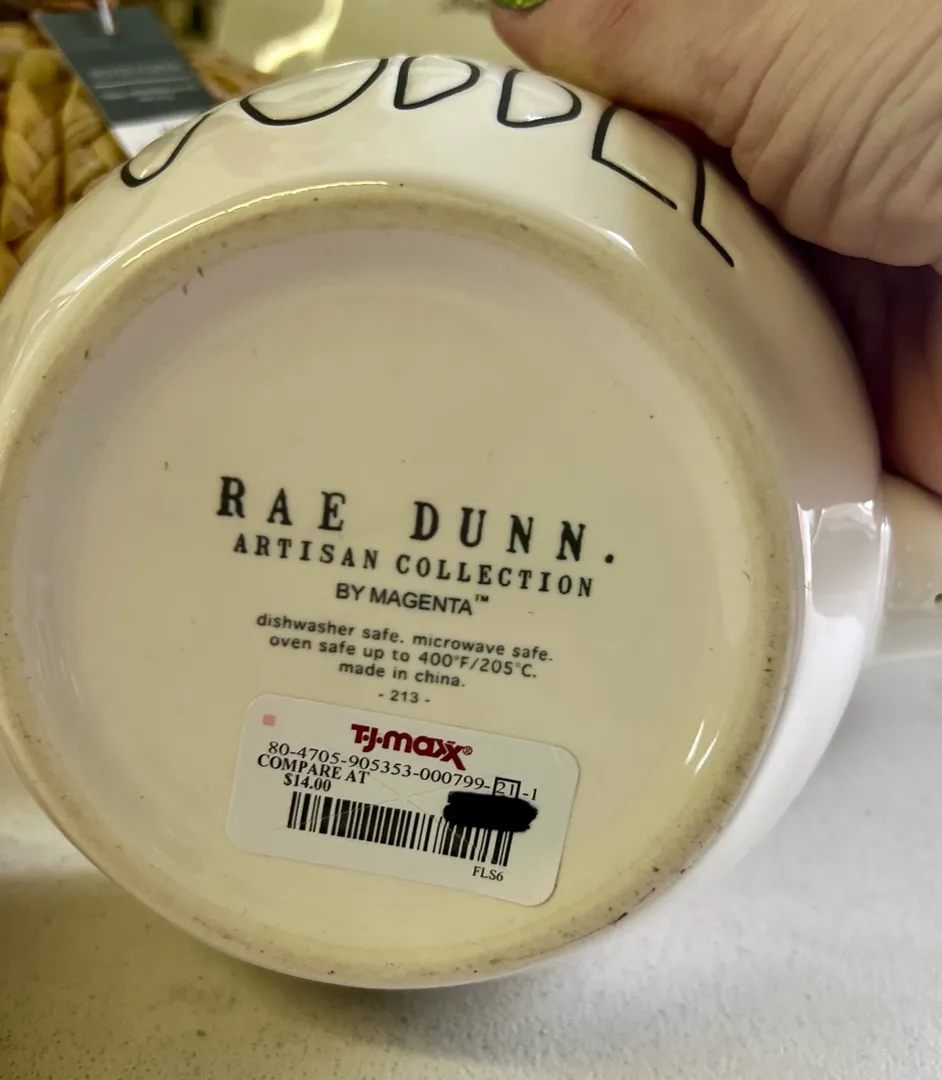 RAE DUNN.
ARTISAN COLLECTION
BY MAGENTA™
dishwasher safe. microwave safe.
oven safe up to 400°F/205°C.
made in china.
- 213 -
T·J·maxx®
80-4705-905353-000799-21-1
COMPARE AT
$14.00
FLS6